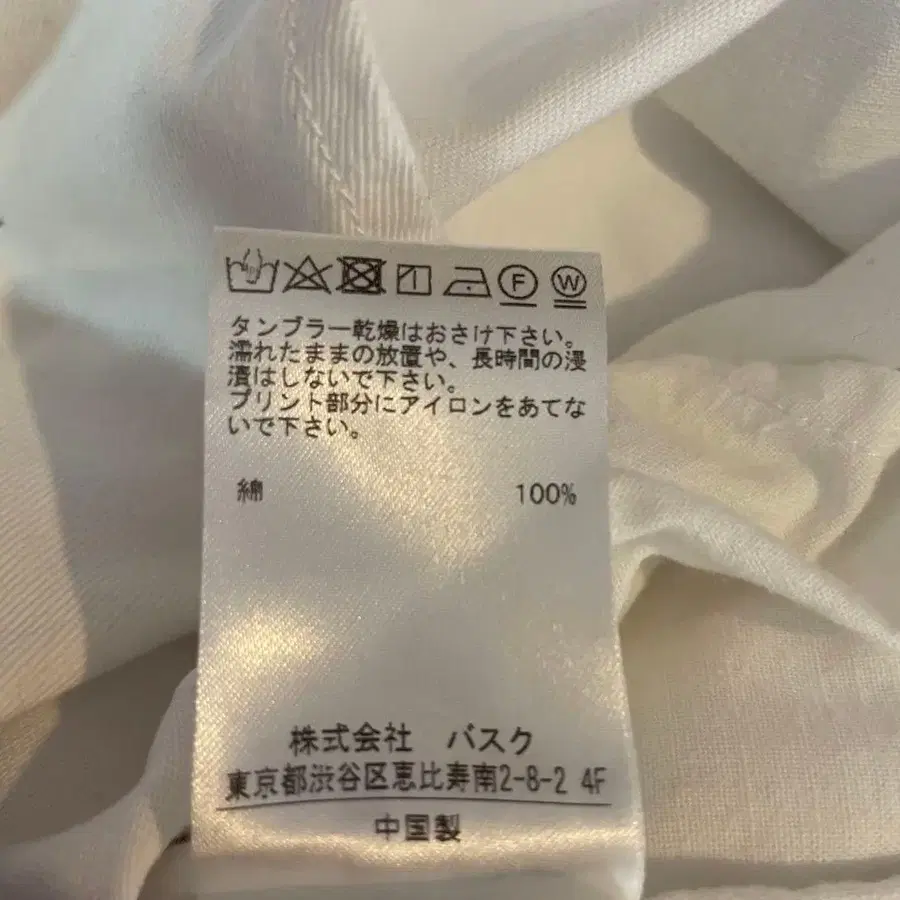 F W
タンブラー乾燥はおさけ下さい。
濡れたままの放置や、長時間の浸
漬はしないで下さい。
プリント部分にアイロンをあてな
いで下さい。
綿 100%
株式会社 バスク
東京都渋谷区恵比寿南2-8-2 4F
中国製